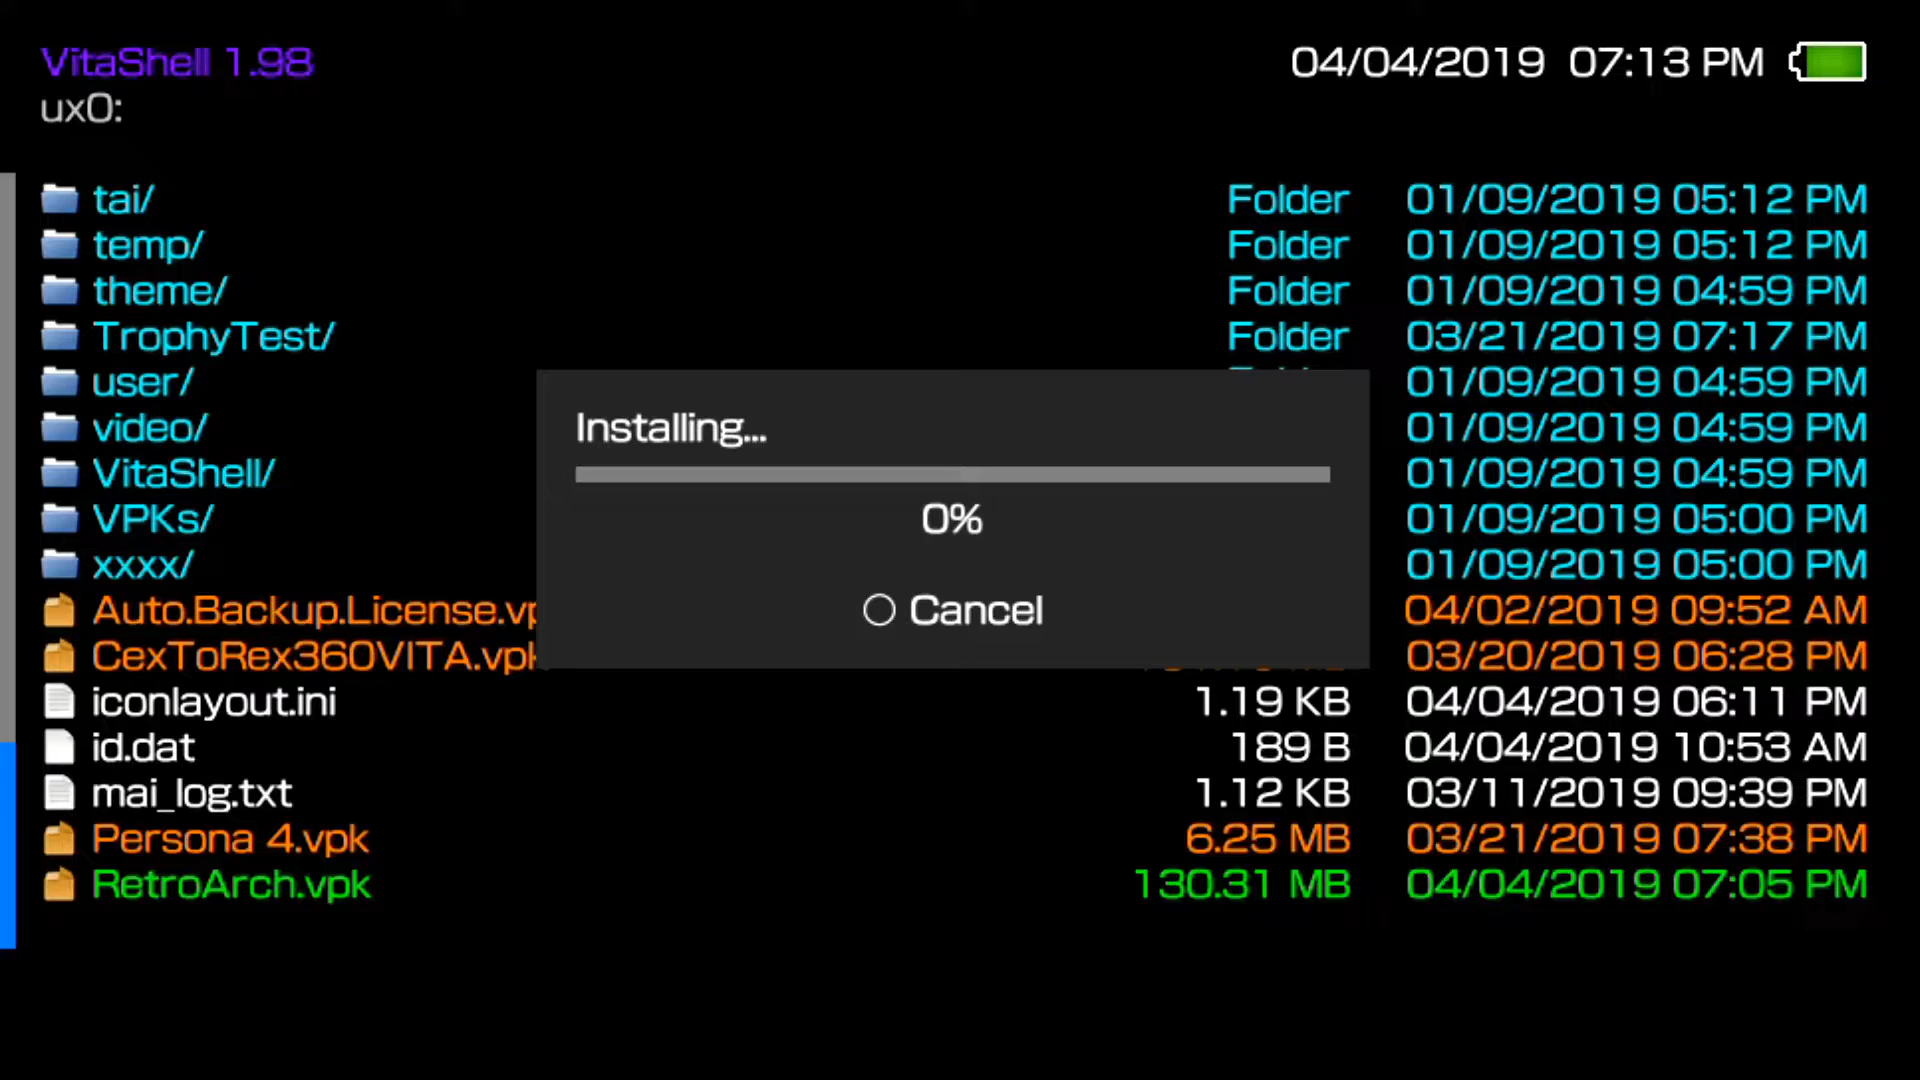 VitaShell 1.98 04/04/2019 07:13 PM
ux0:
tai/ Folder 01/09/2019 05:12 PM
temp/ Folder 01/09/2019 05:12 PM
theme/ Folder 01/09/2019 04:59 PM
TrophyTest/ Folder 03/21/2019 07:17 PM
user/ 01/09/2019 04:59 PM
video/ 01/09/2019 04:59 PM
VitaShell/ 01/09/2019 04:59 PM
VPKs/ 01/09/2019 05:00 PM
xxxx/ 01/09/2019 05:00 PM
Auto.Backup.License.vp 04/02/2019 09:52 AM
CexToRex360VITA.vpk 03/20/2019 06:28 PM
iconlayout.ini 1.19 KB 04/04/2019 06:11 PM
id.dat 189 B 04/04/2019 10:53 AM
mai_log.txt 1.12 KB 03/11/2019 09:39 PM
Persona 4.vpk 6.25 MB 03/21/2019 07:38 PM
RetroArch.vpk 130.31 MB 04/04/2019 07:05 PM
Installing...
0%
Cancel